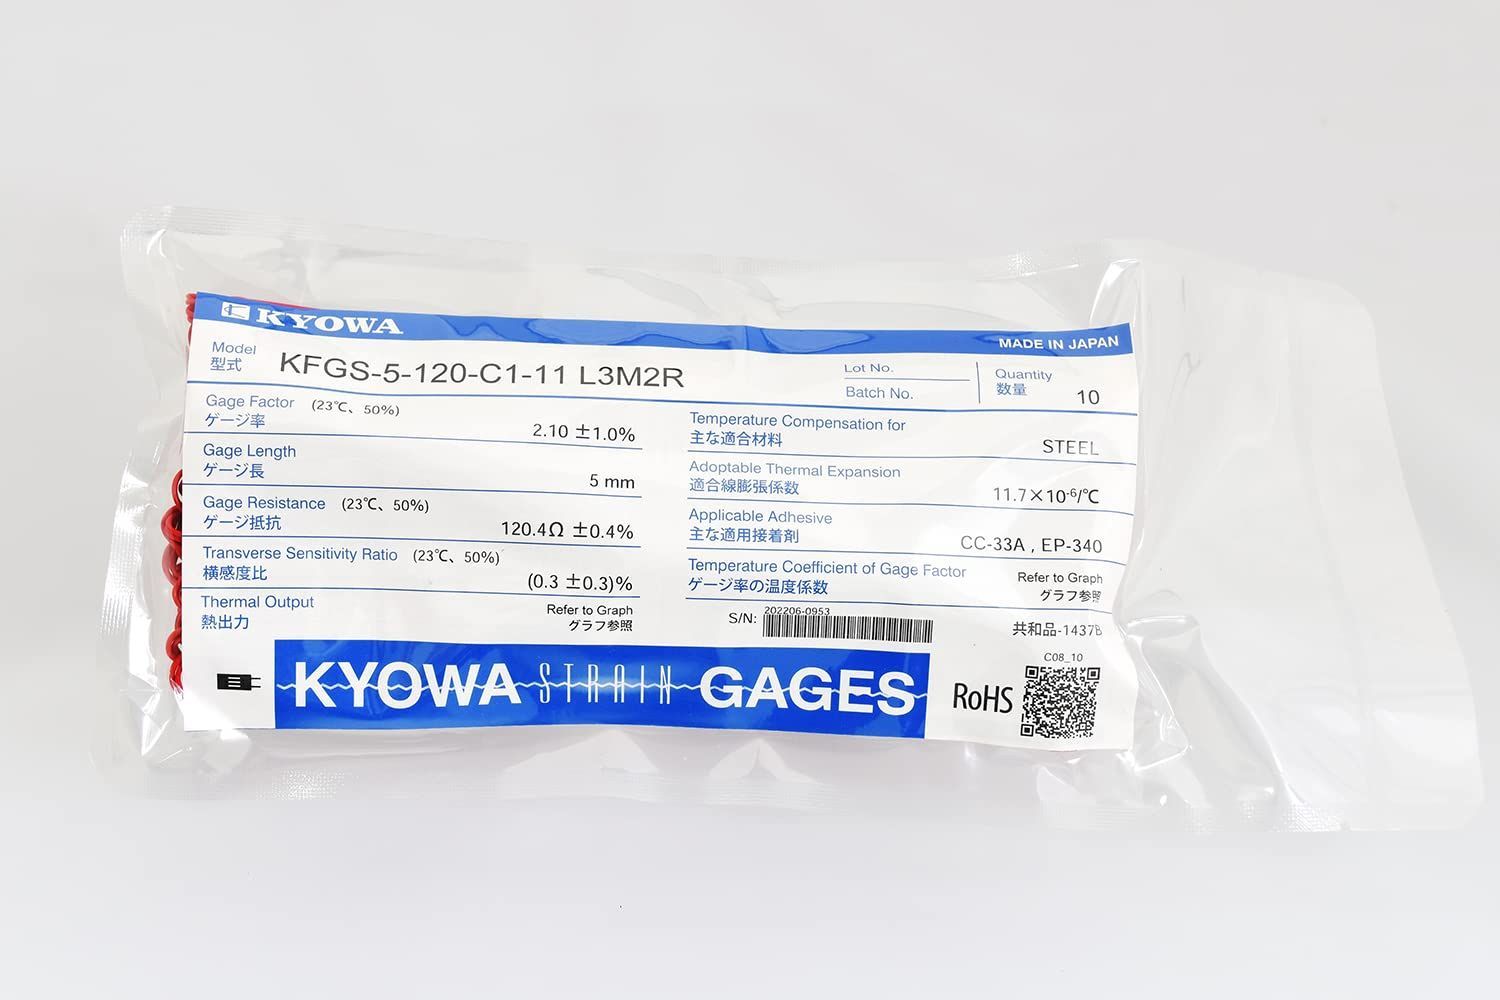 KYOWA
MADE IN JAPAN
Model
型式
KFGS-5-120-C1-11 L3M2R
Lot No.
Batch No.
Quantity
数量
10
Gage Factor (23℃、50%)
ゲージ率
2.10 ±1.0%
Gage Length
ゲージ長
5 mm
Gage Resistance (23℃、50%)
ゲージ抵抗
120.4Ω ±0.4%
Transverse Sensitivity Ratio (23℃、50%)
横感度比
(0.3 ±0.3)%
Thermal Output
熱出力
Refer to Graph
グラフ参照
Temperature Compensation for
主な適合材料
STEEL
Adoptable Thermal Expansion
適合線膨張係数
11.7×10-6/℃
Applicable Adhesive
主な適用接着剤
CC-33A , EP-340
Temperature Coefficient of Gage Factor
ゲージ率の温度係数
Refer to Graph
グラフ参照
S/N: 202206-0953
共和品-1437B
C08_10
KYOWA STRAIN GAGES
RoHS